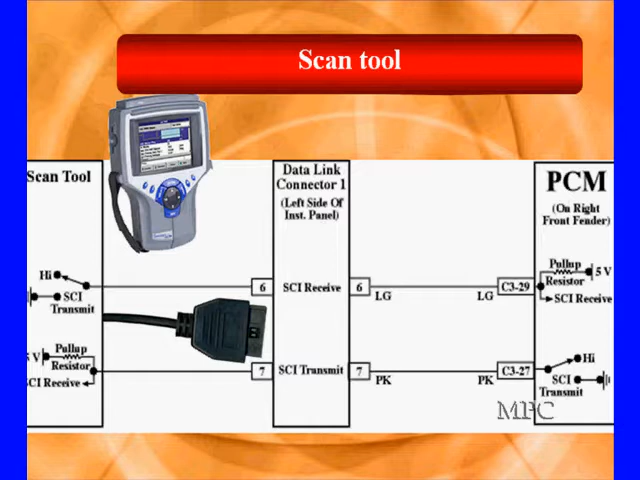 Scan tool
Scan Tool
Data Link
Connector 1
(Left Side Of
Inst. Panel)
PCM
(On Right
Front Fender)
Hi
SCI
Transmit
6
SCI Receive
6
LG
LG
C3-29
Pullup
Resistor
5 V
SCI Receive
V
Pullup
Resistor
SCI Receive
7
SCI Transmit
7
PK
PK
C3-27
Hi
SCI
Transmit
MPC